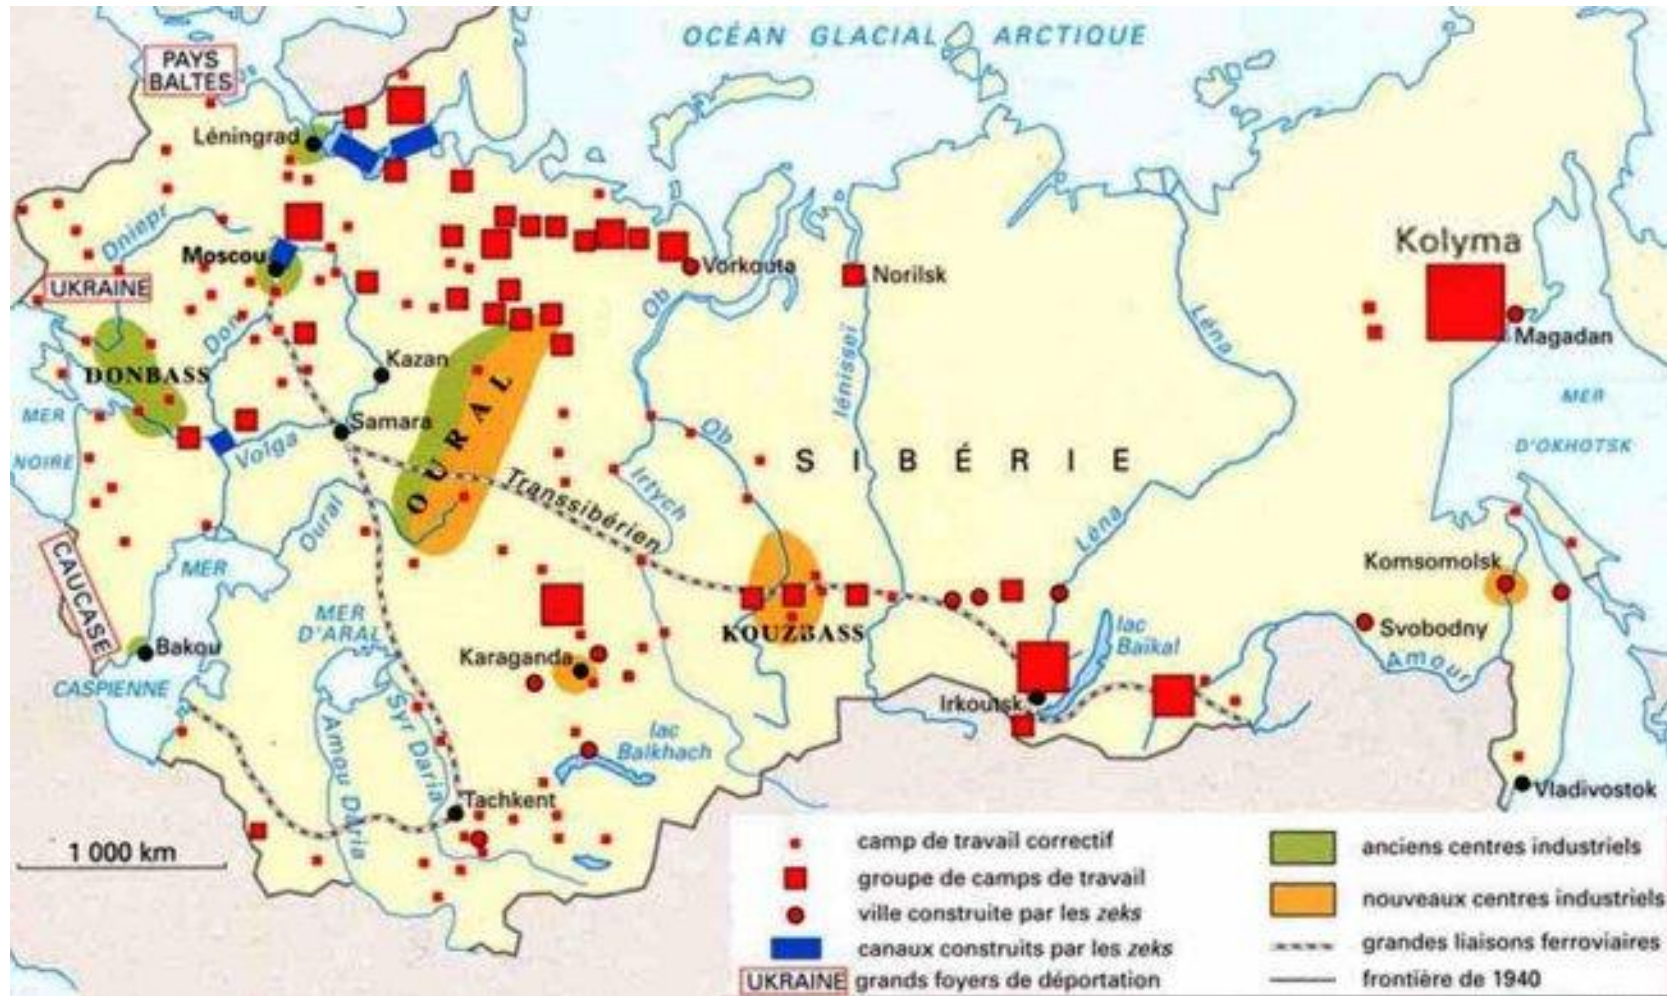 OCÉAN GLACIAL ARCTIQUE
PAYS
BALTES
Léningrad
Dniepr
Moscou
UKRAINE
Vorkouta
Norilsk
Kolyma
Magadan
Ob
Iénisseï
Léna
Don
Kazan
DONBASS
OURAL
MER
NOIRE
Samara
Volga
Ob
SIBÉRIE
MER
D'OKHOTSK
Transsibérien
Irtych
Oural
Léna
CAUCASE
MER
CASPIENNE
Bakou
MER
D'ARAL
Karaganda
KOUZBASS
Komsomolsk
Svobodny
Amour
lac
Baïkal
Irkoutsk
Syr Daria
Amou Daria
lac
Balkhach
Tachkent
Vladivostok
1 000 km
camp de travail correctif
groupe de camps de travail
ville construite par les zeks
canaux construits par les zeks
UKRAINE grands foyers de déportation
anciens centres industriels
nouveaux centres industriels
grandes liaisons ferroviaires
frontière de 1940